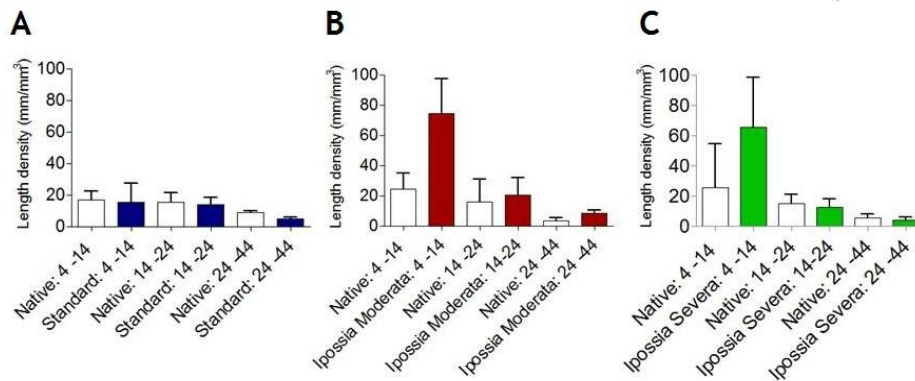 A
B
C
Length density (mm/mm³)
100
80
60
40
20
0
Native: 4 -14
Standard: 4 -14
Native: 14 -24
Standard: 14 -24
Native: 24 -44
Standard: 24 -44
Length density (mm/mm³)
100
80
60
40
20
0
Native: 4 -14
Ipossia Moderata: 4 -14
Native: 14 -24
Ipossia Moderata: 14-24
Native: 24 -44
Ipossia Moderata: 24 -44
Length density (mm/mm³)
100
80
60
40
20
0
Native: 4 -14
Ipossia Severa: 4 -14
Native: 14 -24
Ipossia Severa: 14-24
Native: 24 -44
Ipossia Severa: 24 -44